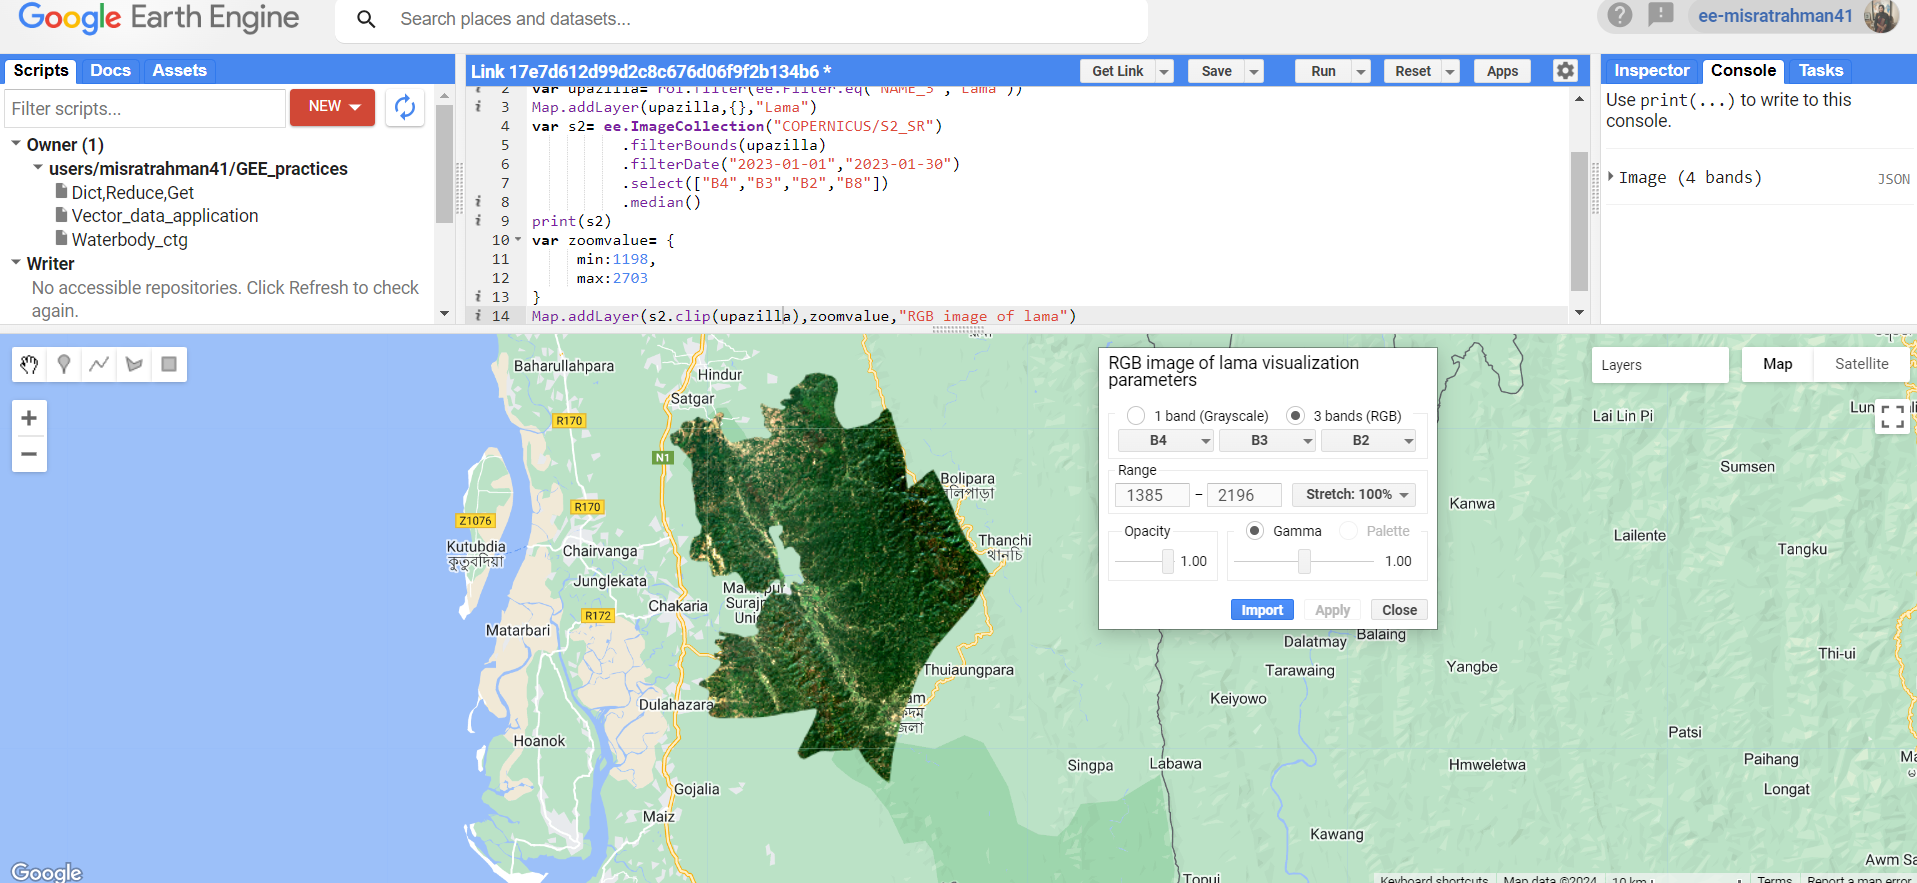 Google Earth Engine
Search places and datasets...
ee-misratrahman41
Scripts
Docs
Assets
Link 17e7d612d99d2c8c676d06f9f2b134b6 *
Get Link
Save
Run
Reset
Apps
Inspector
Console
Tasks
Filter scripts...
NEW
Owner (1)
users/misratrahman41/GEE_practices
Dict,Reduce,Get
Vector_data_application
Waterbody_ctg
Writer
No accessible repositories. Click Refresh to check
again.
i 2 var upazilla= roi.filter(ee.Filter.eq("NAME_3","Lama"))
i 3 Map.addLayer(upazilla,{},"Lama")
4 var s2= ee.ImageCollection("COPERNICUS/S2_SR")
5 .filterBounds(upazilla)
6 .filterDate("2023-01-01","2023-01-30")
7 .select(["B4","B3","B2","B8"])
i 8 .median()
i 9 print(s2)
10 var zoomvalue= {
11 min:1198,
12 max:2703
i 13 }
i 14 Map.addLayer(s2.clip(upazilla),zoomvalue,"RGB image of lama")
Use print(...) to write to this
console.
Image (4 bands)
JSON
Baharullahpara
Hindur
Satgar
R170
N1
Bolipara
R170
Z1076
Kutubdia
কুতুবদিয়া
Chairvanga
Thanchi
থানচি
Junglekata
Chakaria
R172
Matarbari
Thuiaungpara
Dulahazara
Hoanok
Gojalia
Maiz
Singpa
Labawa
Keiyowo
Tarawaing
Dalatmay
Balaing
Yangbe
Thi-ui
Patsi
Hmweletwa
Paihang
Longat
Kawang
Awm Sa
Topui
Lai Lin Pi
Sumsen
Kanwa
Lailente
Tangku
RGB image of lama visualization
parameters
1 band (Grayscale)
3 bands (RGB)
B4
B3
B2
Range
1385 – 2196
Stretch: 100%
Opacity
1.00
Gamma
Palette
1.00
Import
Apply
Close
Layers
Map
Satellite
Google
Keyboard shortcuts
Map data ©2024
10 km
Terms
Report a map error